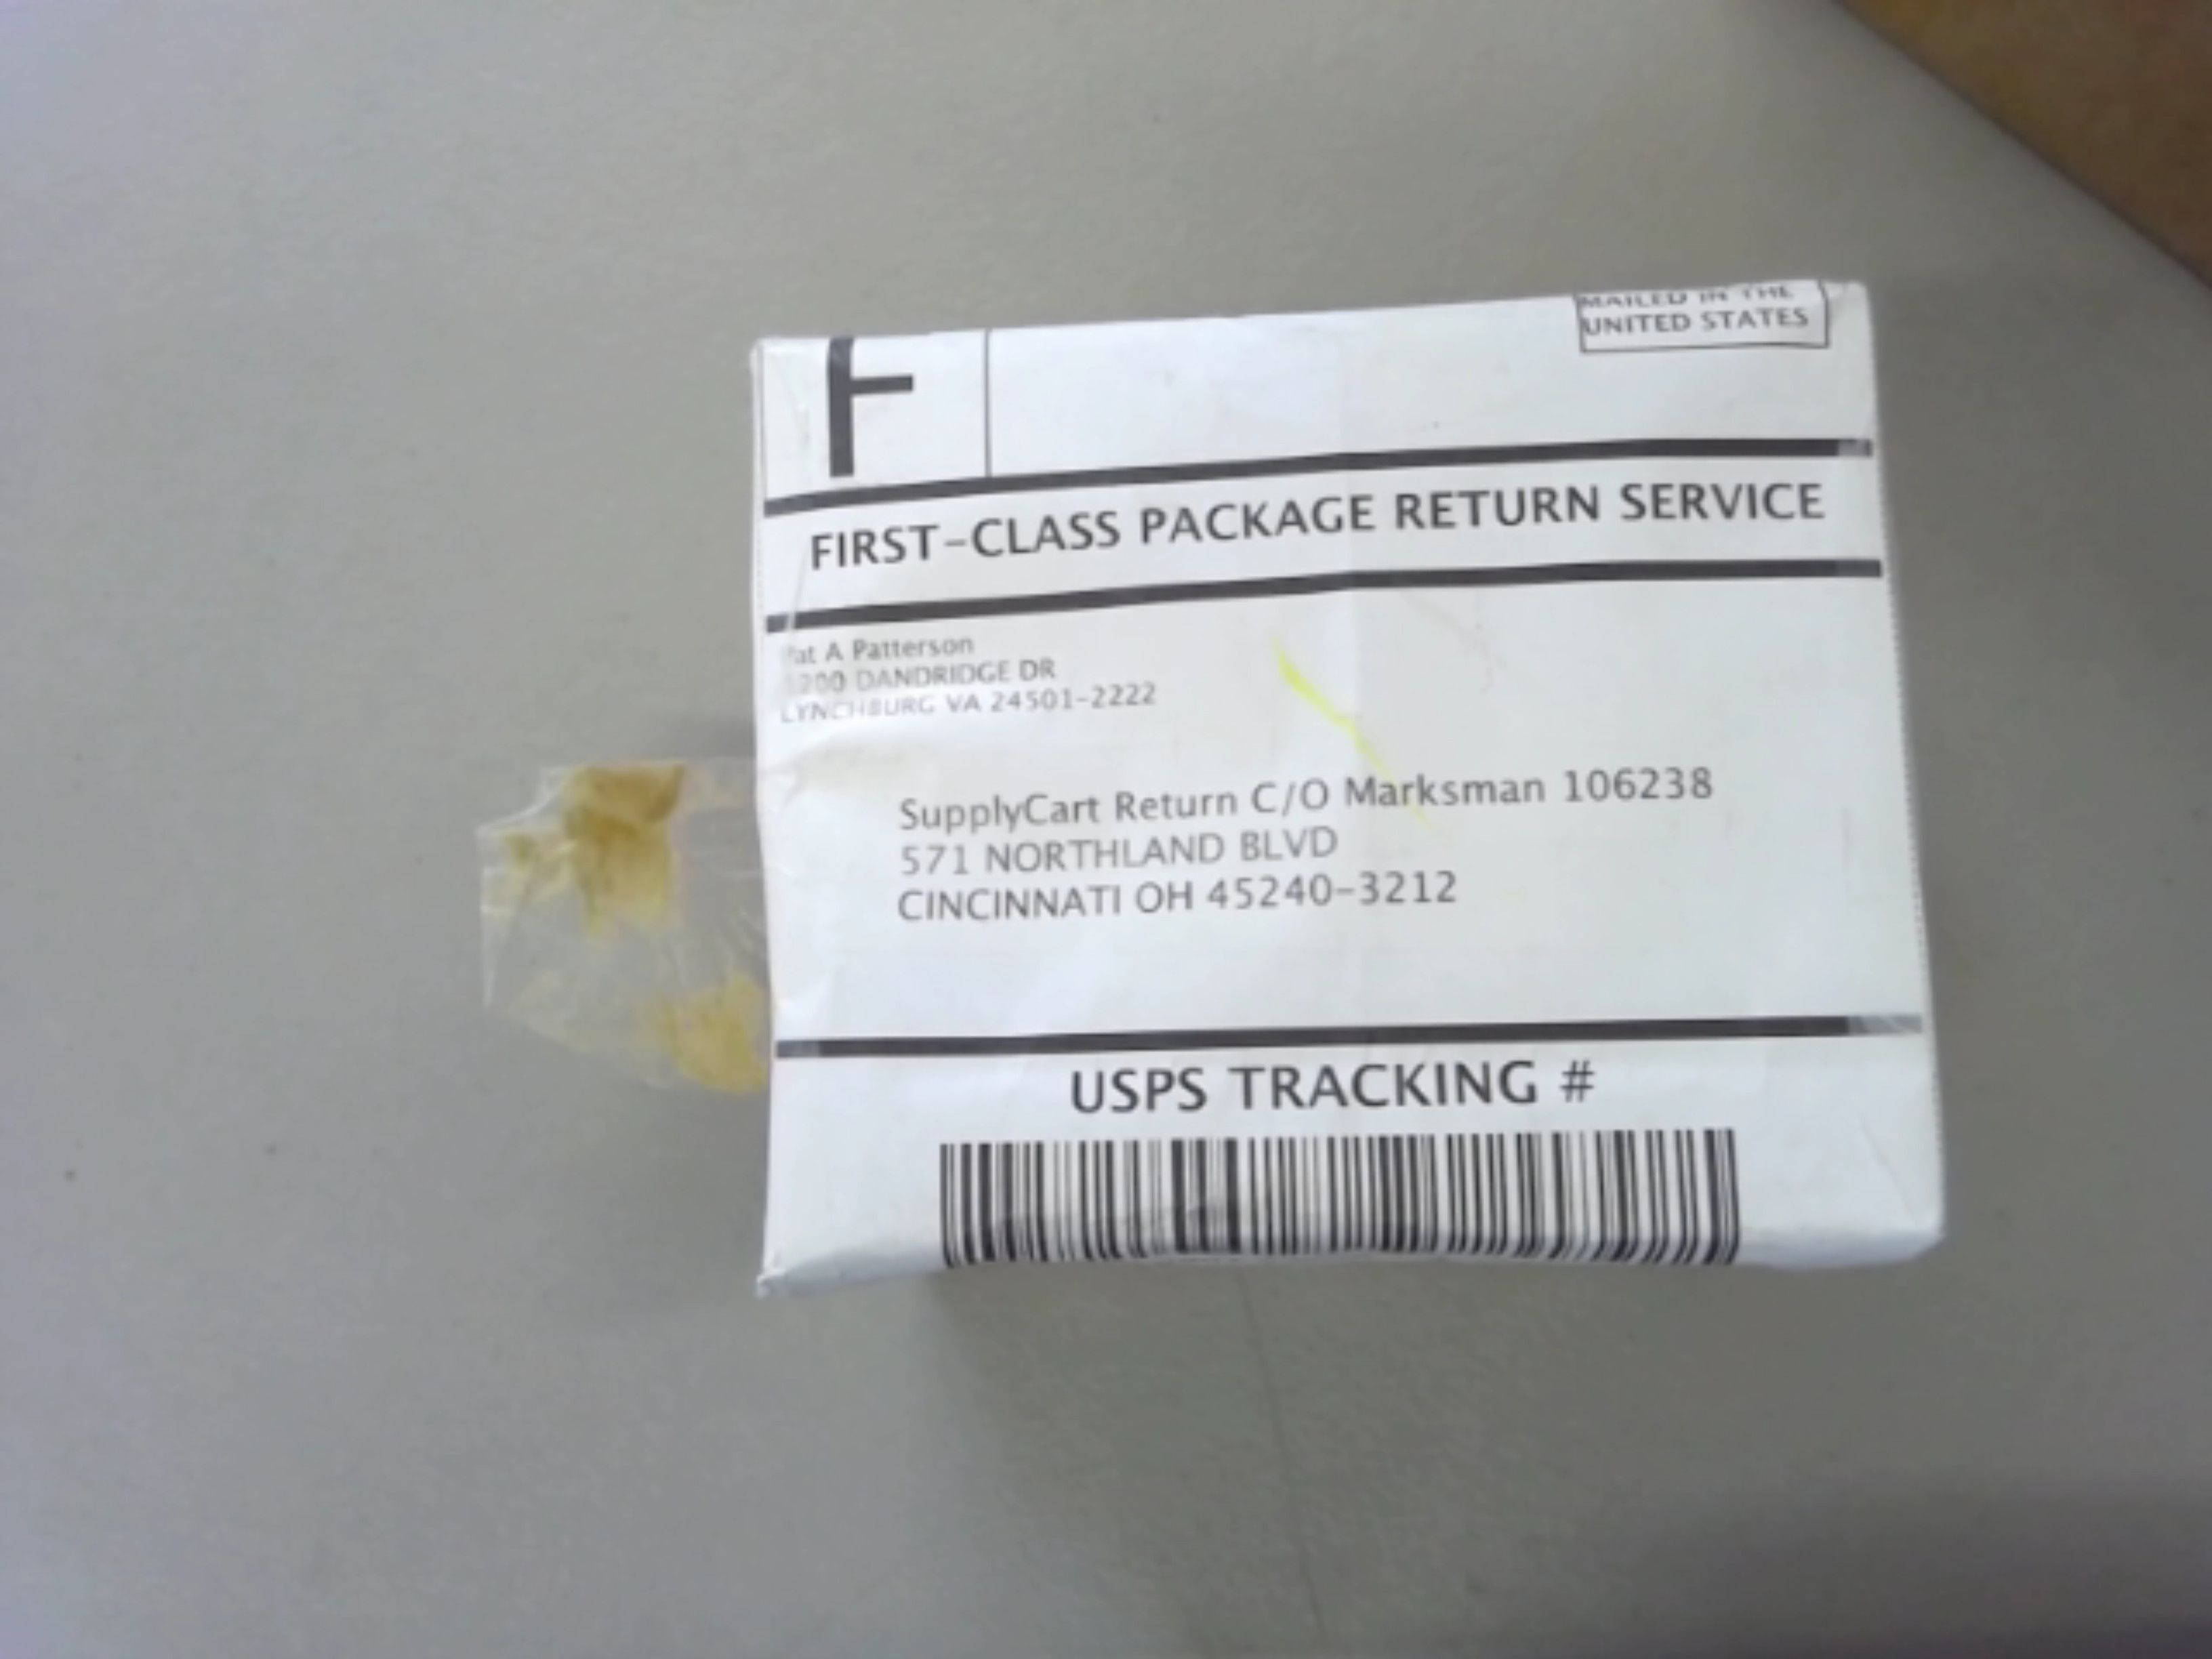 F
MAILED IN THE
UNITED STATES
FIRST-CLASS PACKAGE RETURN SERVICE
Pat A Patterson
DANDRIDGE DR
LYNCHBURG VA 24501-2222
SupplyCart Return C/O Marksman 106238
571 NORTHLAND BLVD
CINCINNATI OH 45240-3212
USPS TRACKING #